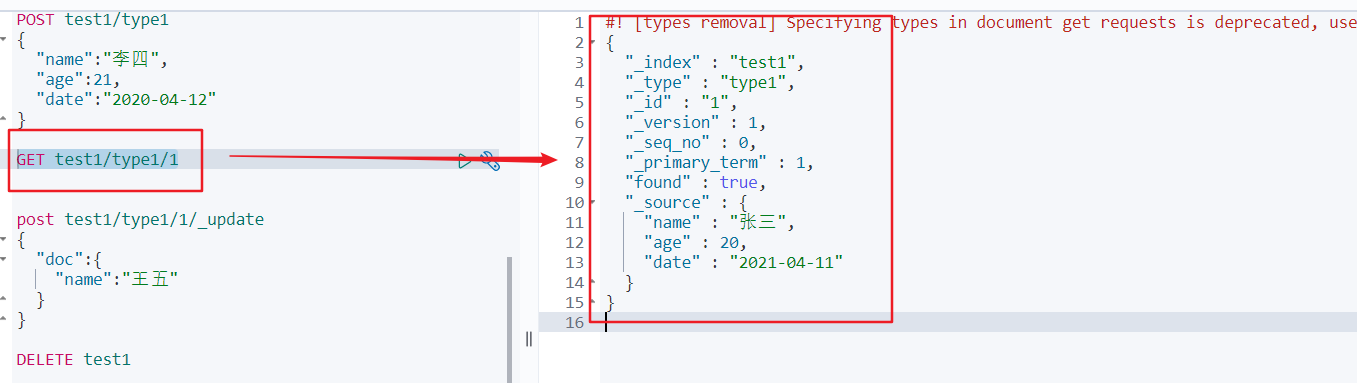 POST test1/type1
{
  "name":"李四",
  "age":21,
  "date":"2020-04-12"
}
GET test1/type1/1
post test1/type1/1/_update
{
  "doc":{
    "name":"王五"
  }
}
DELETE test1
1 #! [types removal] Specifying types in document get requests is deprecated, use
2 {
3   "_index" : "test1",
4   "_type" : "type1",
5   "_id" : "1",
6   "_version" : 1,
7   "_seq_no" : 0,
8   "_primary_term" : 1,
9   "found" : true,
10   "_source" : {
11     "name" : "张三",
12     "age" : 20,
13     "date" : "2021-04-11"
14   }
15 }
16